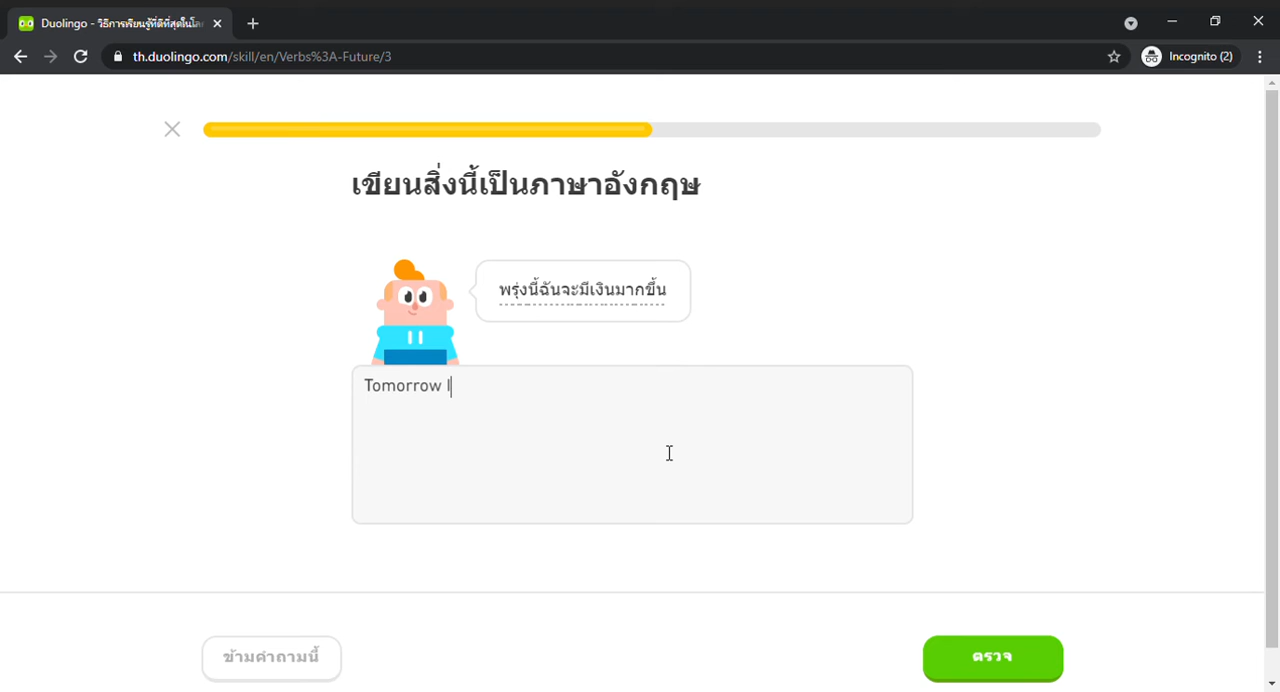 Duolingo - วิธีการเรียนรู้ที่ดีที่สุดในโล
th.duolingo.com/skill/en/Verbs%3A-Future/3
Incognito (2)
เขียนสิ่งนี้เป็นภาษาอังกฤษ
พรุ่งนี้ฉันจะมีเงินมากขึ้น
Tomorrow I
ข้ามคำถามนี้
ตรวจ